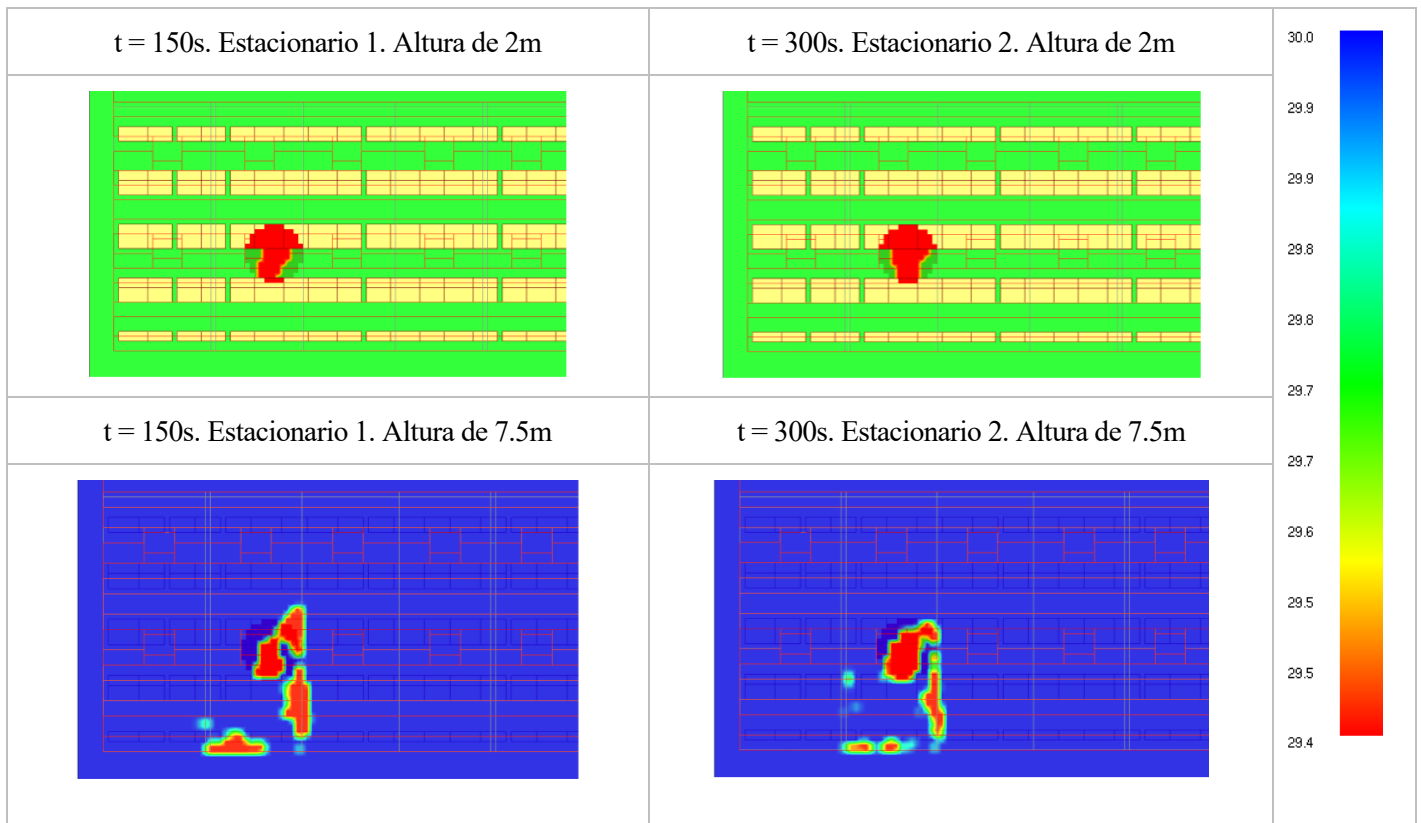 t = 150s. Estacionario 1. Altura de 2m
t = 300s. Estacionario 2. Altura de 2m
t = 150s. Estacionario 1. Altura de 7.5m
t = 300s. Estacionario 2. Altura de 7.5m
30.0
29.9
29.9
29.8
29.8
29.7
29.7
29.6
29.5
29.5
29.4